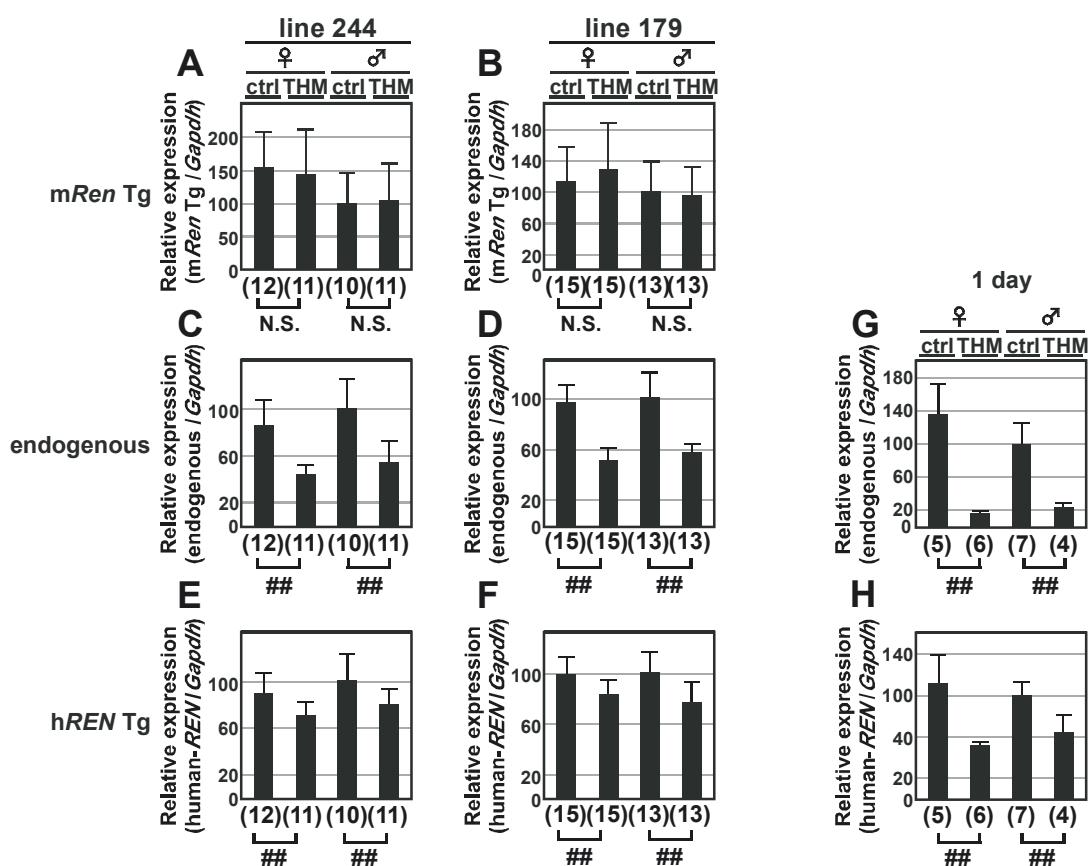 line 244
line 179
♀ ♂
♀ ♂
A
B
ctrl THM ctrl THM
ctrl THM ctrl THM
mRen Tg
Relative expression
(mRen Tg / Gapdh)
200
150
100
50
0
(12)(11) (10)(11)
N.S. N.S.
Relative expression
(mRen Tg / Gapdh)
180
140
100
60
20
0
(15)(15)(13)(13)
N.S. N.S.
1 day
C
D
G
♀ ♂
ctrl THM ctrl THM
endogenous
Relative expression
(endogenous / Gapdh)
100
60
20
0
(12)(11) (10)(11)
## ##
Relative expression
(endogenous / Gapdh)
100
60
20
0
(15)(15)(13)(13)
## ##
Relative expression
(endogenous / Gapdh)
180
140
100
60
20
0
(5) (6) (7) (4)
## ##
E
F
H
hREN Tg
Relative expression
(human-REN / Gapdh)
100
60
20
0
(12)(11) (10)(11)
## ##
Relative expression
(human-REN / Gapdh)
100
60
20
0
(15)(15)(13)(13)
## ##
Relative expression
(human-REN / Gapdh)
140
100
40
20
0
(5) (6) (7) (4)
## ##